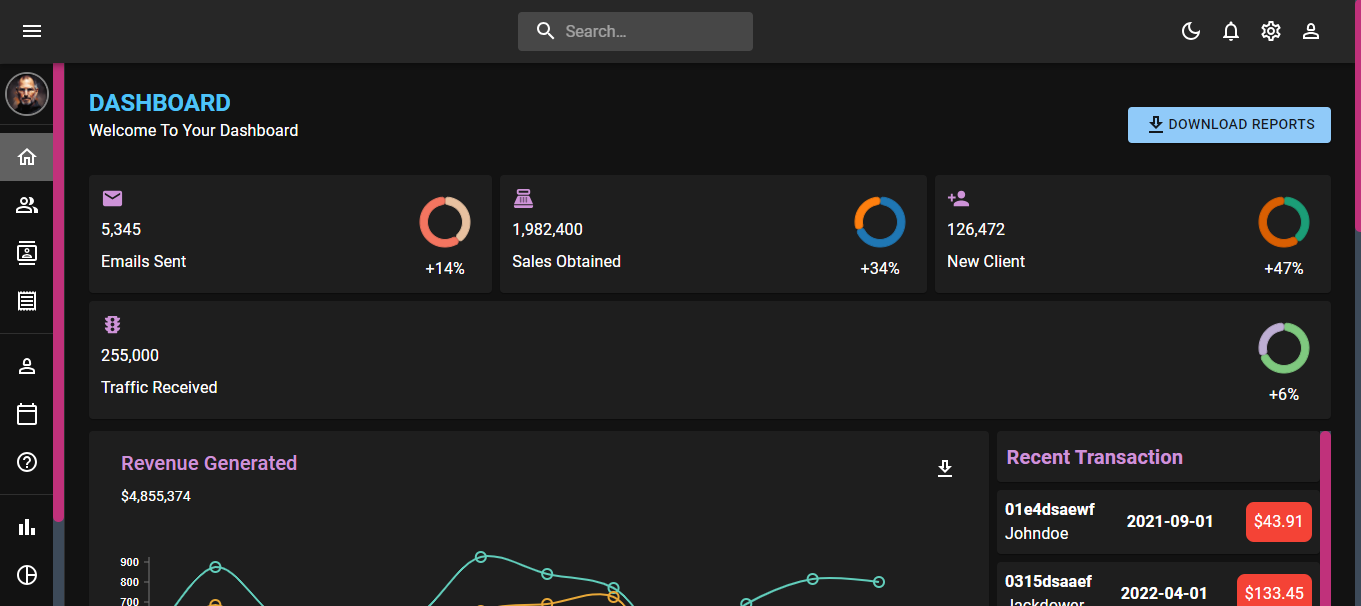 Search...
DASHBOARD
Welcome To Your Dashboard
DOWNLOAD REPORTS
5,345
Emails Sent
+14%
1,982,400
Sales Obtained
+34%
126,472
New Client
+47%
255,000
Traffic Received
+6%
Revenue Generated
$4,855,374
900
800
700
Recent Transaction
01e4dsaewf
Johndoe
2021-09-01
$43.91
0315dsaaef
Jackdower
2022-04-01
$133.45